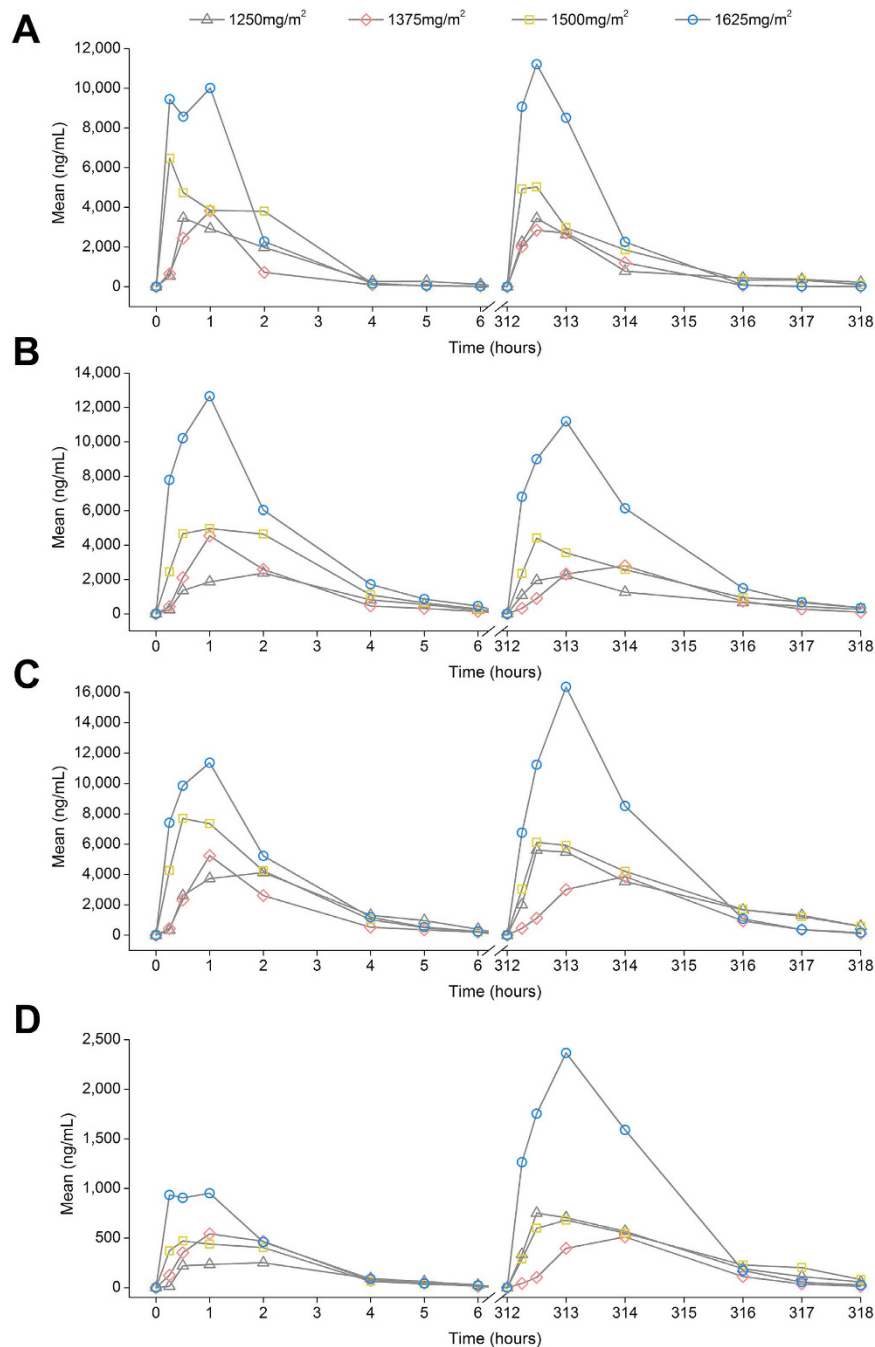 A
1250mg/m² 1375mg/m² 1500mg/m² 1625mg/m²
12,000
10,000
8,000
6,000
4,000
2,000
0
Mean (ng/mL)
0 1 2 3 4 5 6 312 313 314 315 316 317 318
Time (hours)
B
14,000
12,000
10,000
8,000
6,000
4,000
2,000
0
Mean (ng/mL)
0 1 2 3 4 5 6 312 313 314 315 316 317 318
Time (hours)
C
16,000
14,000
12,000
10,000
8,000
6,000
4,000
2,000
0
Mean (ng/mL)
0 1 2 3 4 5 6 312 313 314 315 316 317 318
Time (hours)
D
2,500
2,000
1,500
1,000
500
0
Mean (ng/mL)
0 1 2 3 4 5 6 312 313 314 315 316 317 318
Time (hours)